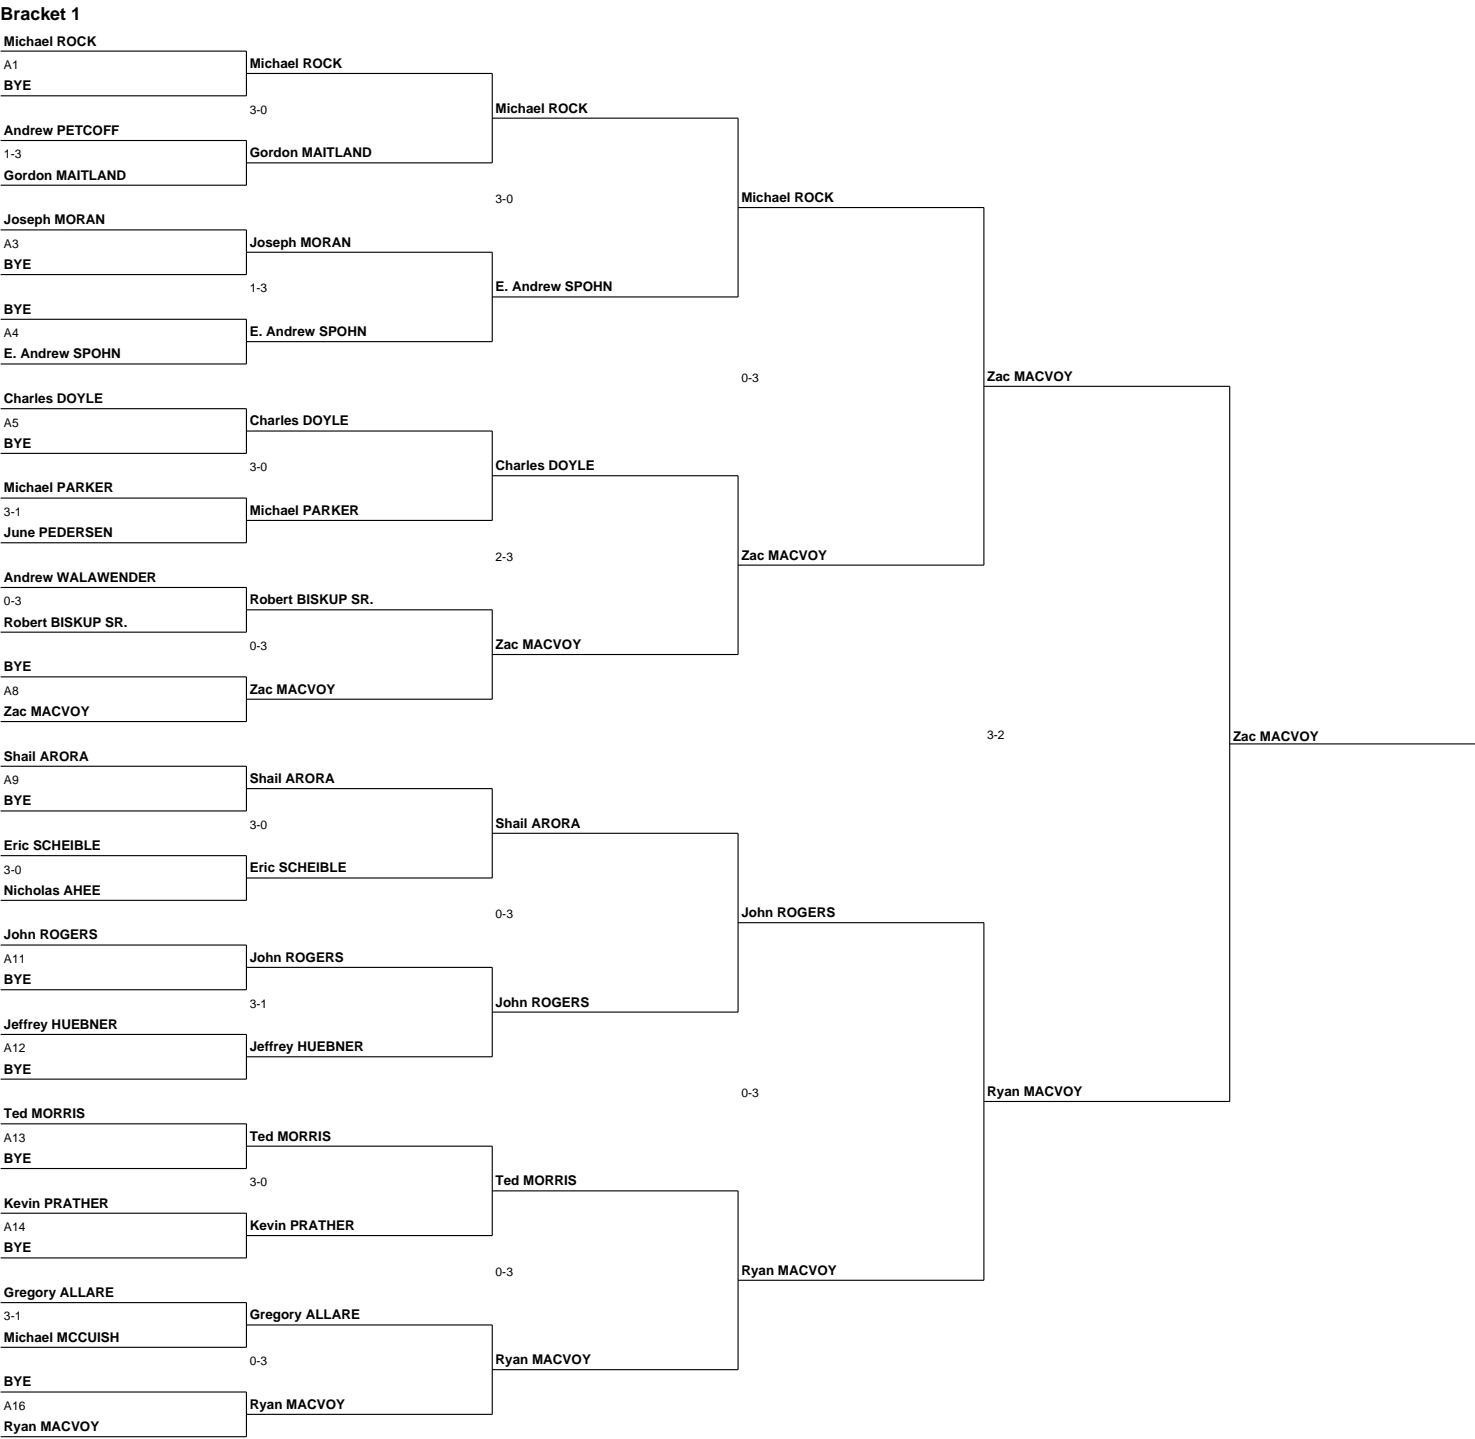 Bracket 1
Michael ROCK
A1
BYE
Andrew PETCOFF
1-3
Gordon MAITLAND
Joseph MORAN
A3
BYE
BYE
A4
E. Andrew SPOHN
Charles DOYLE
A5
BYE
Michael PARKER
3-1
June PEDERSEN
Andrew WALAWENDER
0-3
Robert BISKUP SR.
BYE
A8
Zac MACVOY
Shail ARORA
A9
BYE
Eric SCHEIBLE
3-0
Nicholas AHEE
John ROGERS
A11
BYE
Jeffrey HUEBNER
A12
BYE
Ted MORRIS
A13
BYE
Kevin PRATHER
A14
BYE
Gregory ALLARE
3-1
Michael MCCUISH
BYE
A16
Ryan MACVOY
Michael ROCK
3-0
Gordon MAITLAND
Joseph MORAN
1-3
E. Andrew SPOHN
Charles DOYLE
3-0
Michael PARKER
Robert BISKUP SR.
0-3
Zac MACVOY
Shail ARORA
3-0
Eric SCHEIBLE
John ROGERS
3-1
Jeffrey HUEBNER
Ted MORRIS
3-0
Kevin PRATHER
Gregory ALLARE
0-3
Ryan MACVOY
Michael ROCK
3-0
E. Andrew SPOHN
Charles DOYLE
2-3
Zac MACVOY
Shail ARORA
0-3
John ROGERS
Ted MORRIS
0-3
Ryan MACVOY
Michael ROCK
0-3
Zac MACVOY
John ROGERS
0-3
Ryan MACVOY
Zac MACVOY
3-2
Ryan MACVOY
Zac MACVOY